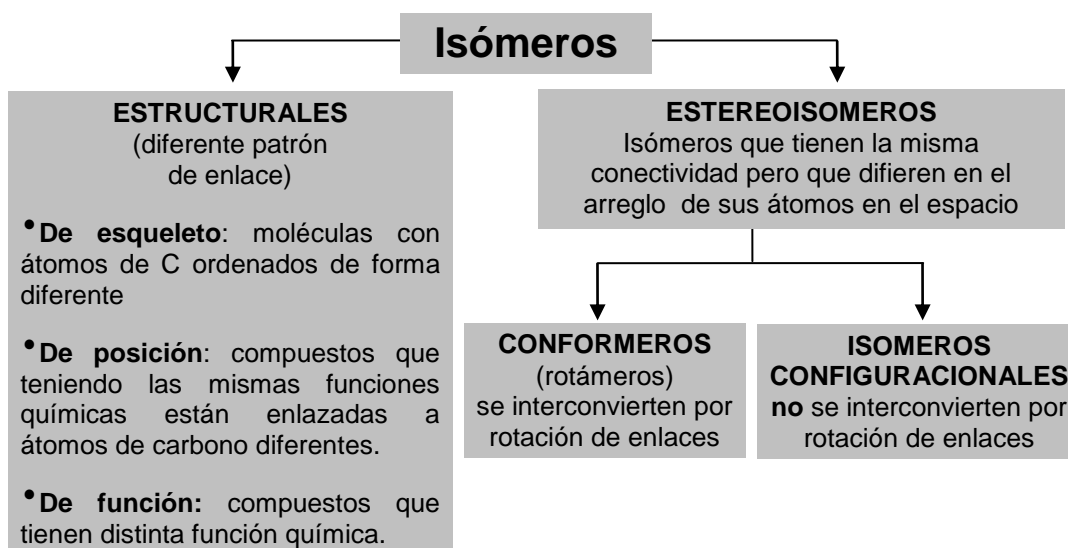 Isómeros
ESTRUCTURALES
(diferente patrón
de enlace)
•De esqueleto: moléculas con
átomos de C ordenados de forma
diferente
•De posición: compuestos que
teniendo las mismas funciones
químicas están enlazadas a
átomos de carbono diferentes.
•De función: compuestos que
tienen distinta función química.
ESTEREOISOMEROS
Isómeros que tienen la misma
conectividad pero que difieren en el
arreglo de sus átomos en el espacio
CONFORMEROS
(rotámeros)
se interconvierten por
rotación de enlaces
ISOMEROS
CONFIGURACIONALES
no se interconvierten por
rotación de enlaces